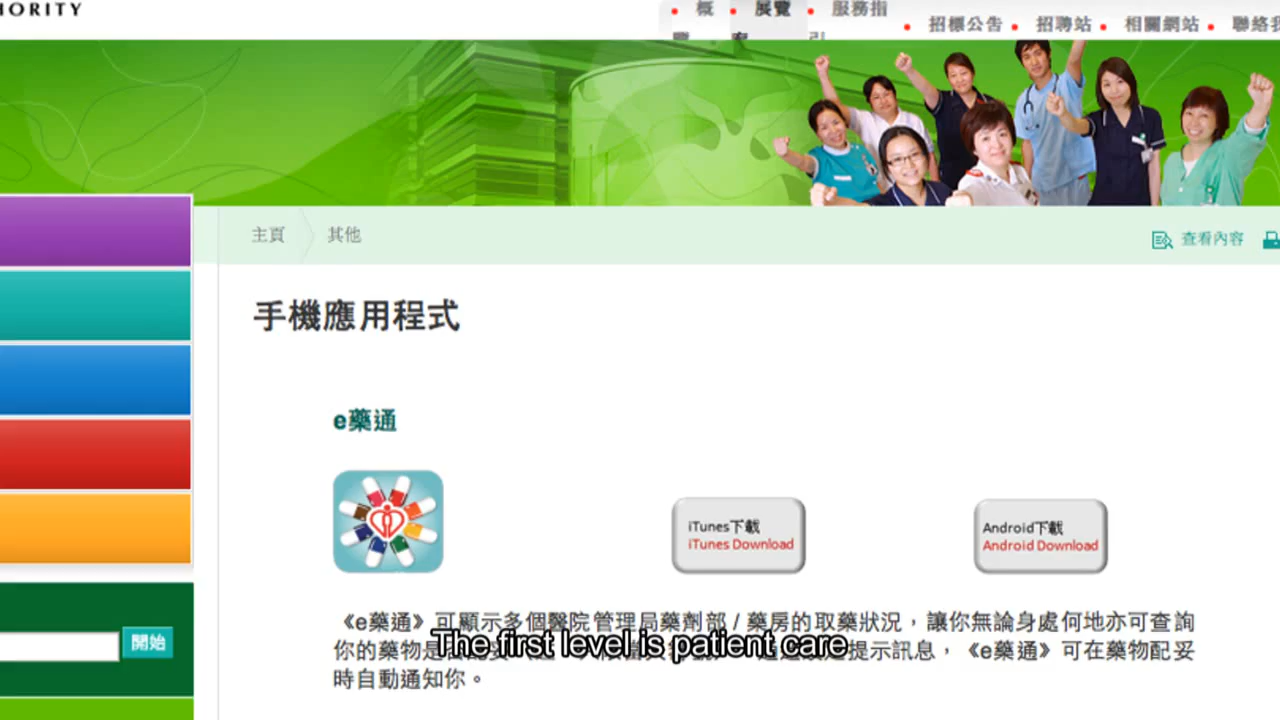 HORITY
概 展覽 服務指
招標公告 招聘站 相關網站 聯絡我
主頁 其他 查看內容
手機應用程式
e藥通
iTunes下載 Android下載
iTunes Download Android Download
《e藥通》可顯示多個醫院管理局藥劑部 / 藥房的取藥狀況，讓你無論身處何地亦可查詢
The first level is patient care
你的藥物是 提示訊息，《e藥通》可在藥物配妥
開始
時自動通知你。